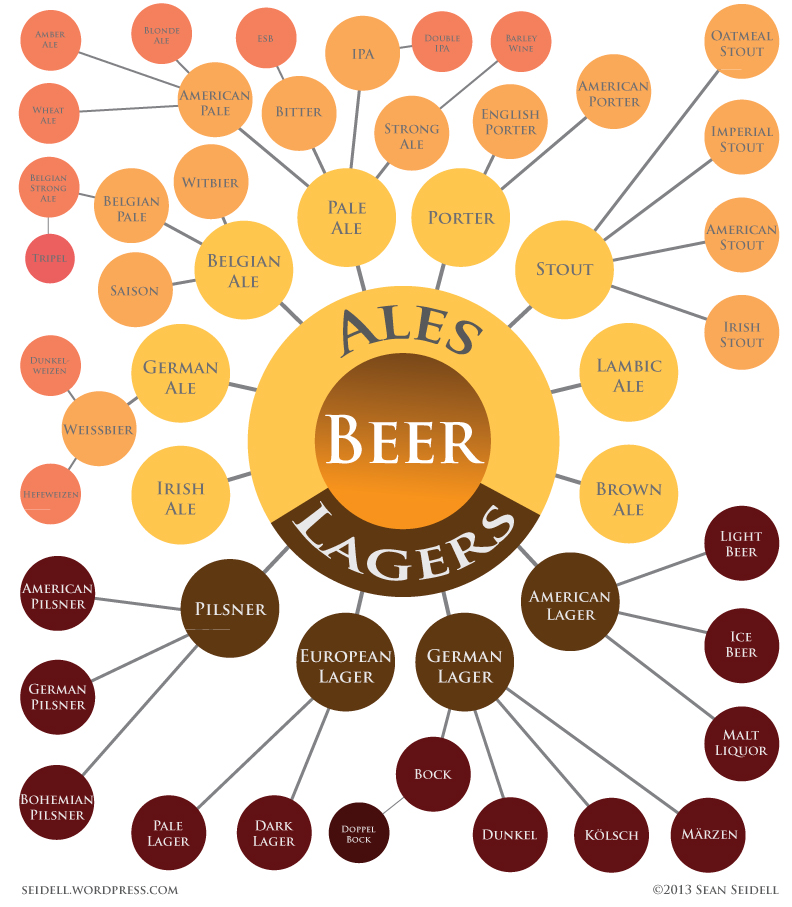 Amber
Ale
Blonde
Ale
ESB
IPA
Double
IPA
Barley
Wine
Oatmeal
Stout
Wheat
Ale
American
Pale
Bitter
Strong
Ale
English
Porter
American
Porter
Imperial
Stout
Belgian
Strong
Ale
Belgian
Pale
Witbier
Pale
Ale
Porter
American
Stout
Tripel
Saison
Belgian
Ale
Stout
Irish
Stout
Dunkel-
weizen
German
Ale
Ales
Lambic
Ale
Weissbier
Beer
Hefeweizen
Irish
Ale
Lagers
Brown
Ale
American
Pilsner
Pilsner
American
Lager
Light
Beer
German
Pilsner
European
Lager
German
Lager
Ice
Beer
Bohemian
Pilsner
Bock
Malt
Liquor
Pale
Lager
Dark
Lager
Doppel
Bock
Dunkel
Kölsch
Märzen
seidell.wordpress.com
©2013 Sean Seidell